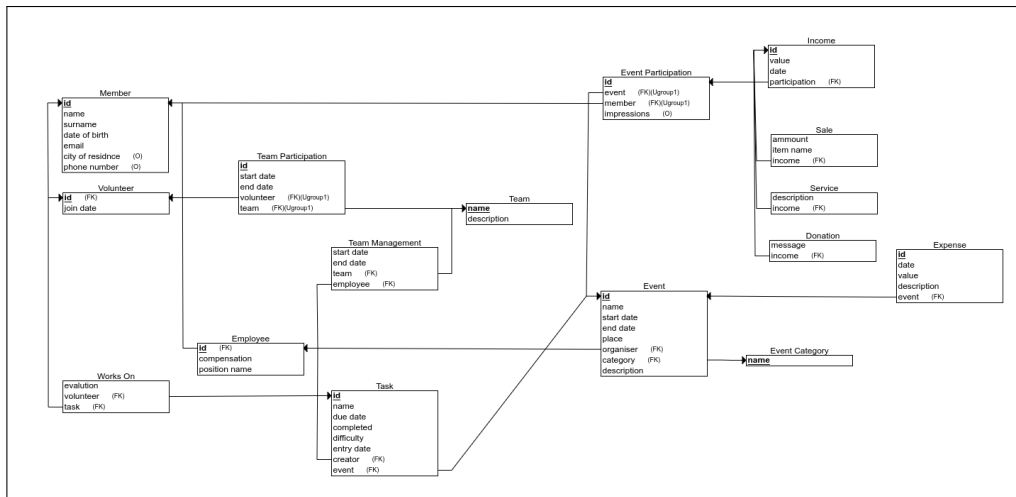 Income
id
value
date
participation (FK)
Event Participation
id
event (FK)(Ugroup1)
member (FK)(Ugroup1)
impressions (O)
Member
id
name
surname
date of birth
email
city of residnce (O)
phone number (O)
Sale
ammount
item name
income (FK)
Team Participation
id
start date
end date
volunteer (FK)(Ugroup1)
team (FK)(Ugroup1)
Volunteer
id (FK)
join date
Service
description
income (FK)
Team
name
description
Donation
message
income (FK)
Team Management
start date
end date
team (FK)
employee (FK)
Expense
id
date
value
description
event (FK)
Event
id
name
start date
end date
place
organiser (FK)
category (FK)
description
Employee
id (FK)
compensation
position name
Event Category
name
Works On
evalution
volunteer (FK)
task (FK)
Task
id
name
due date
completed
difficulty
entry date
creator (FK)
event (FK)